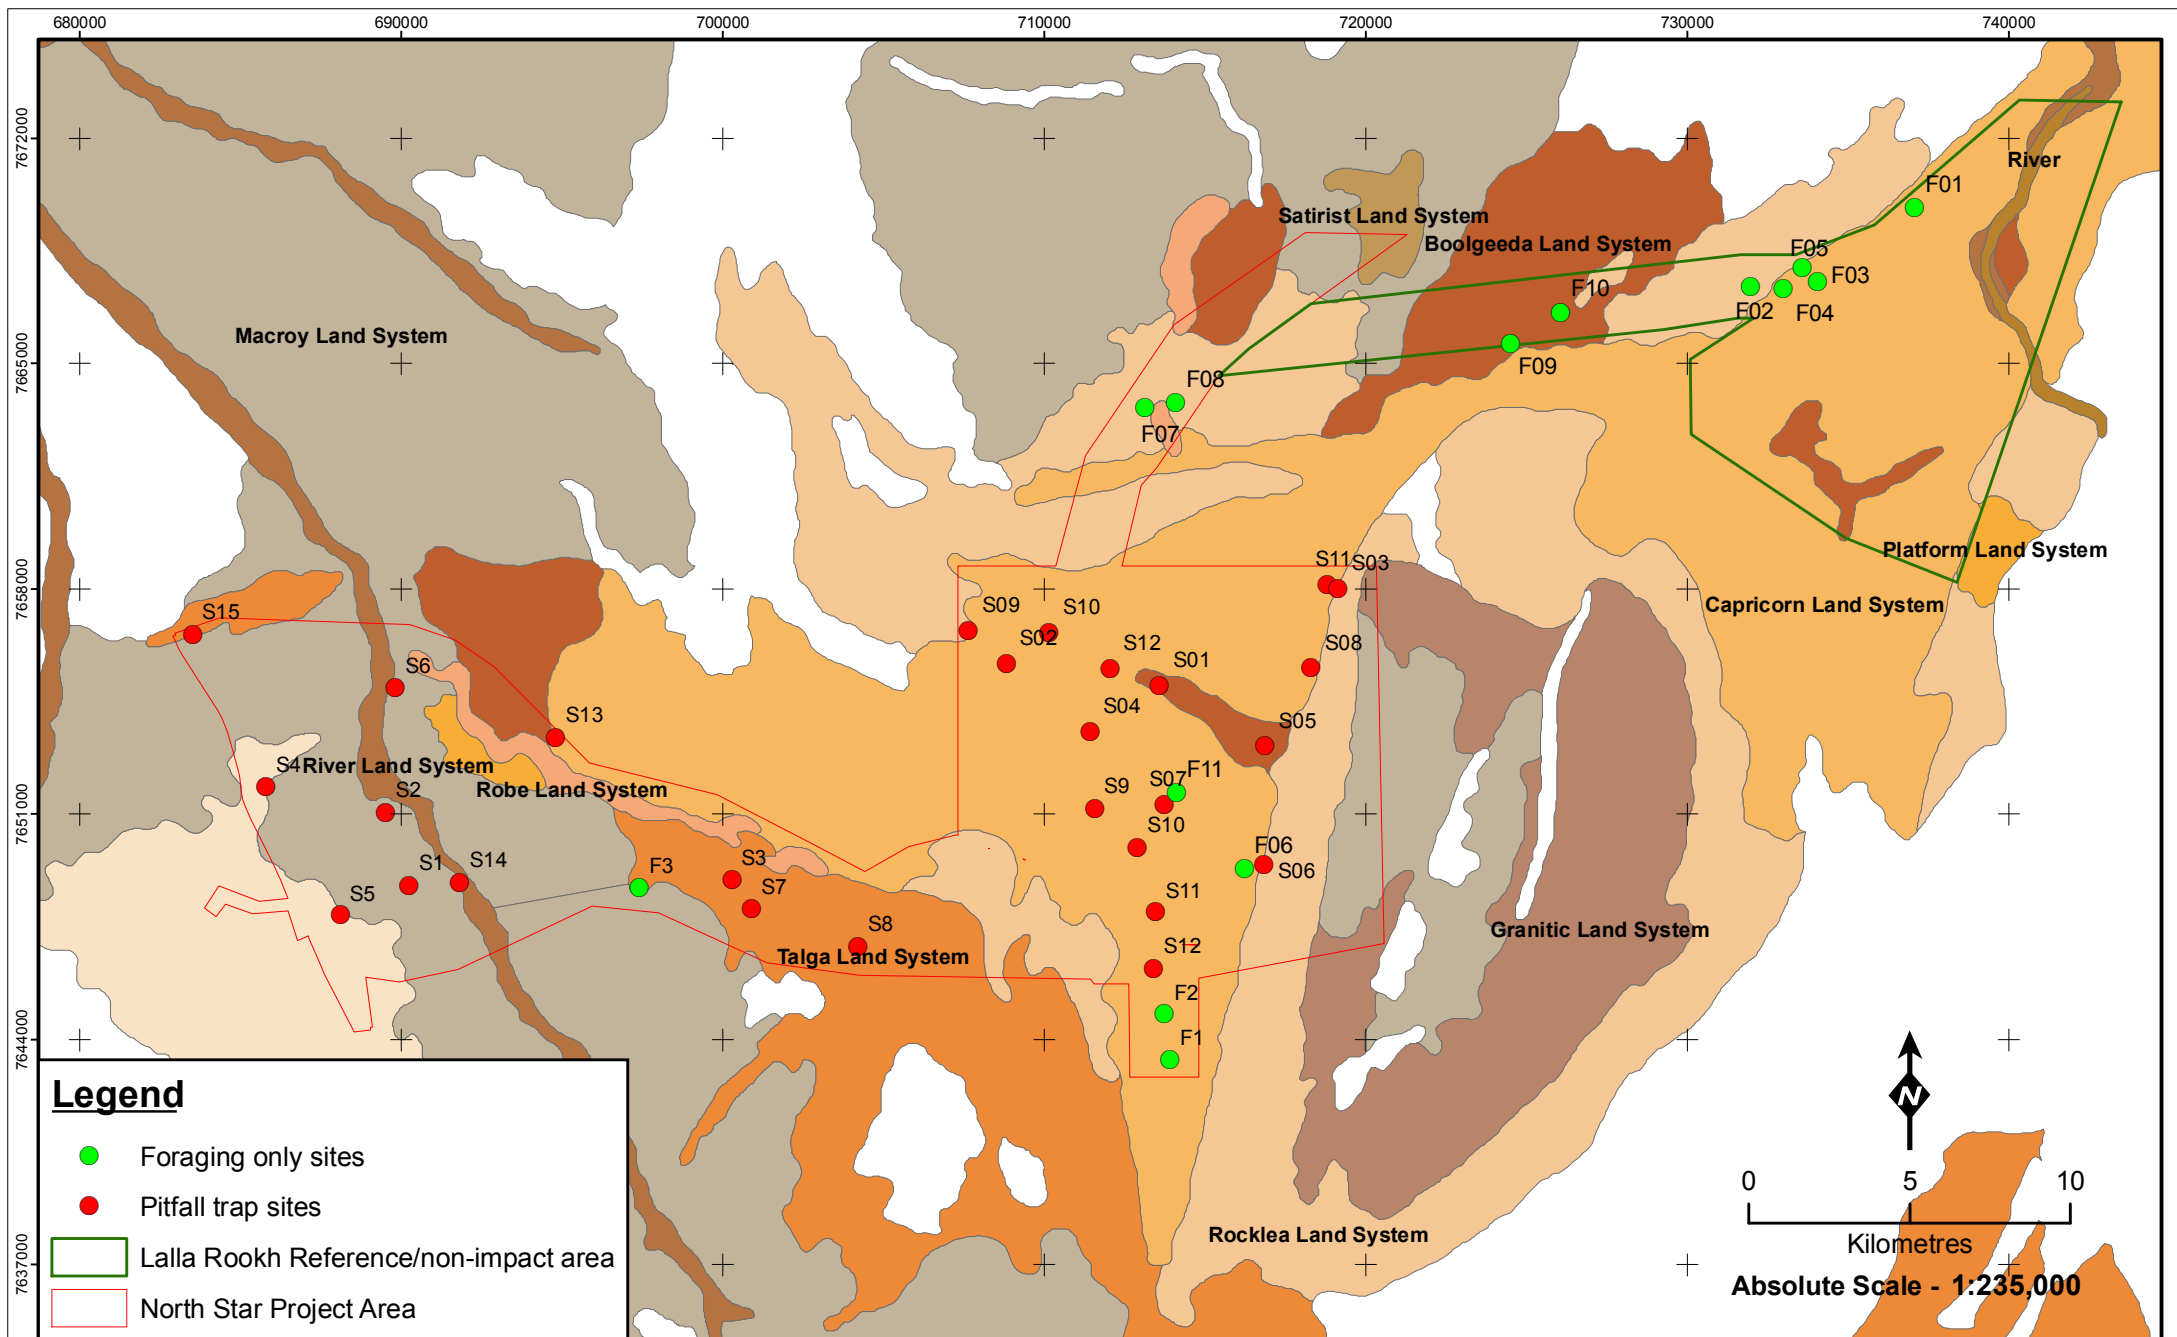 680000 690000 700000 710000 720000 730000 740000
7672000
7665000
7658000
7651000
7644000
7637000
River
F01
Satirist Land System
Boolgeeda Land System
F05
F03
F10
F02
F04
Macroy Land System
F09
F08
F07
Platform Land System
S11
S03
Capricorn Land System
S15
S09
S10
S02
S12
S01
S08
S6
S13
S04
S05
S4
River Land System
S2
Robe Land System
S9
S07
F11
S10
F06
S06
S1
S14
F3
S3
S7
S5
S11
S8
Talga Land System
S12
Granitic Land System
F2
F1
Rocklea Land System
Legend
Foraging only sites
Pitfall trap sites
Lalla Rookh Reference/non-impact area
North Star Project Area
N
0 5 10
Kilometres
Absolute Scale - 1:235,000